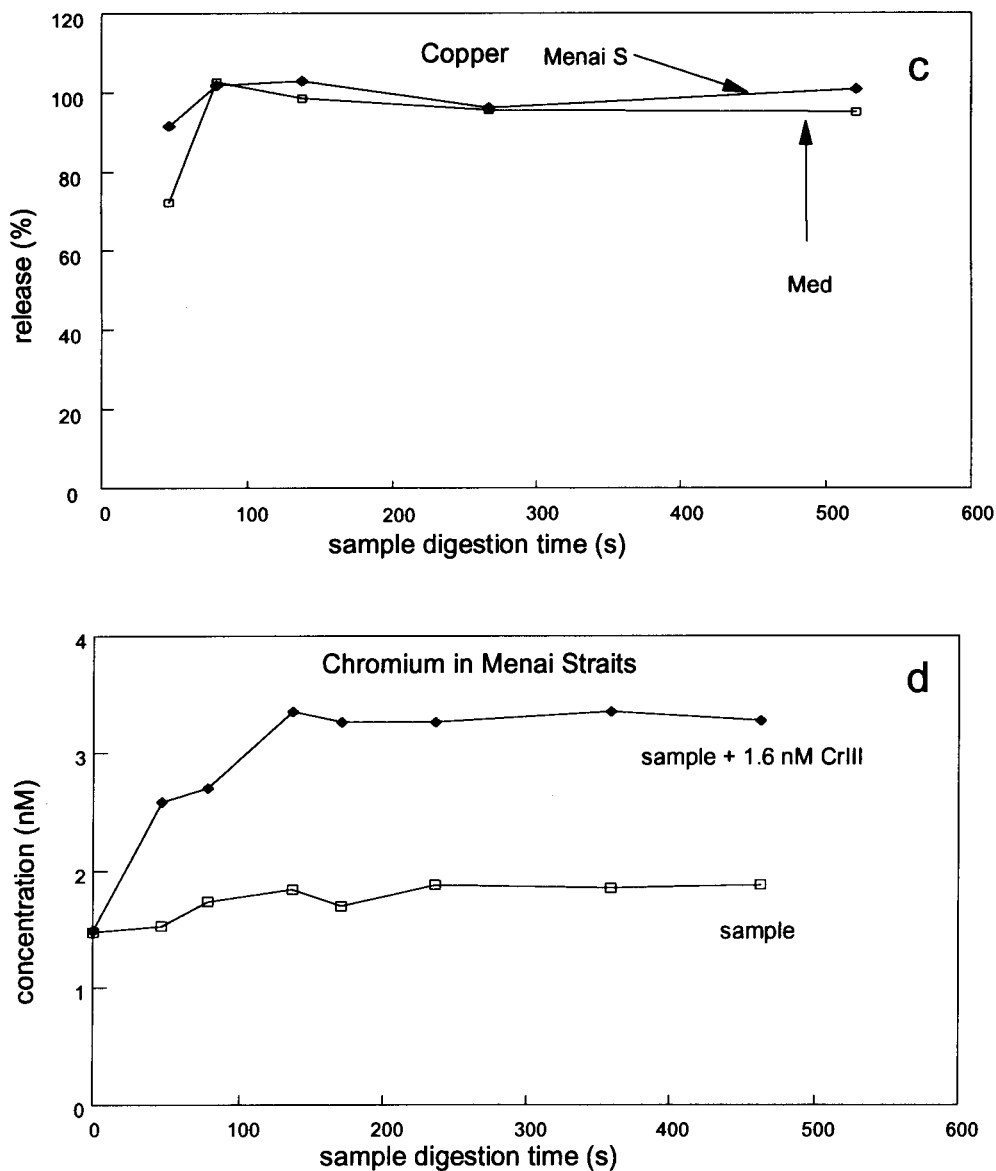 120
100
80
60
40
20
0
release (%)
Copper
Menai S
c
Med
0 100 200 300 400 500 600
sample digestion time (s)
4
3
2
1
0
concentration (nM)
Chromium in Menai Straits
d
sample + 1.6 nM CrIII
sample
0 100 200 300 400 500 600
sample digestion time (s)